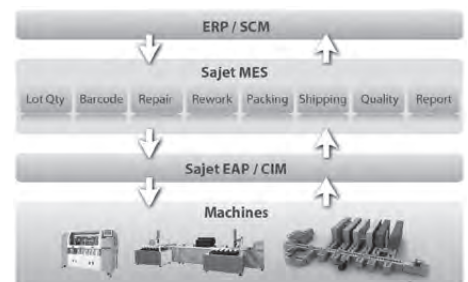 ERP / SCM
Sajet MES
Lot Qty Barcode Repair Rework Packing Shipping Quality Report
Sajet EAP / CIM
Machines